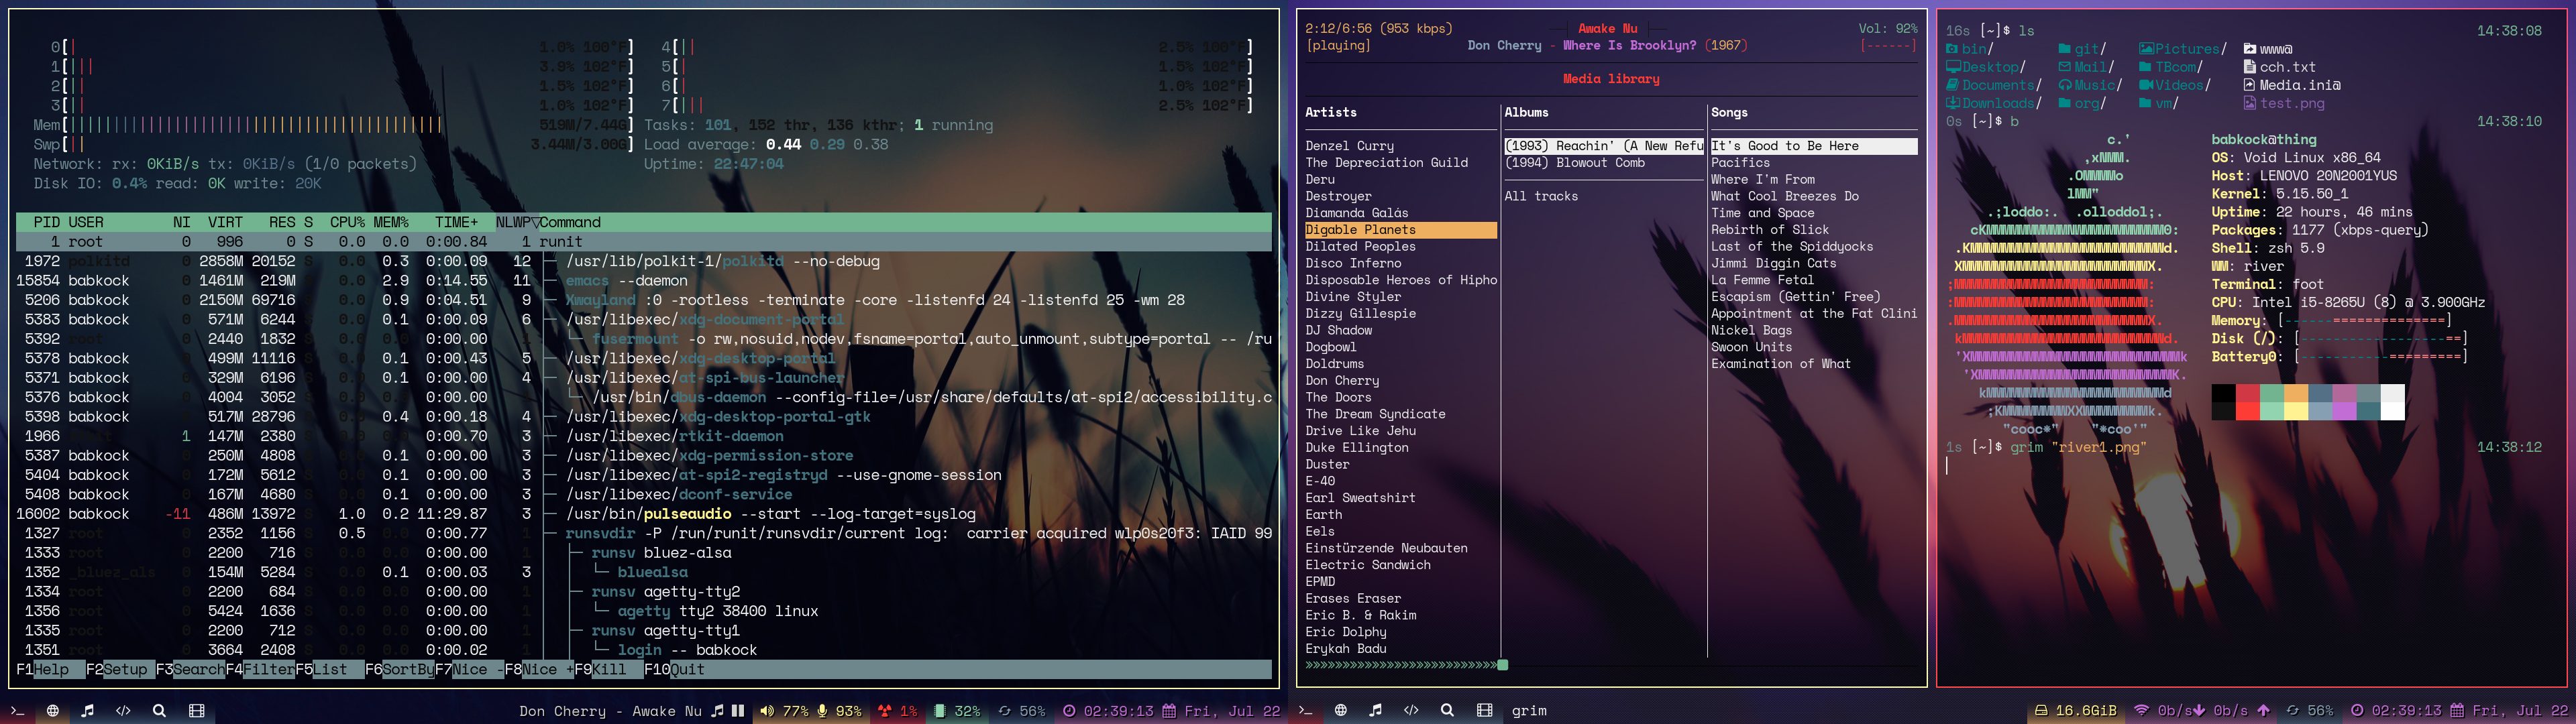 0[| 1.0% 100°F] 4[|| 2.5% 100°F]
1[||| 3.9% 102°F] 5[| 1.5% 102°F]
2[|| 1.5% 102°F] 6[| 1.0% 102°F]
3[|| 1.0% 102°F] 7[||| 2.5% 102°F]
Mem[ 519M/7.44G] Tasks: 101, 152 thr, 136 kthr; 1 running
Swp[|| 3.44M/3.00G] Load average: 0.44 0.29 0.38
Network: rx: 0KiB/s tx: 0KiB/s (1/0 packets) Uptime: 22:47:04
Disk IO: 0.4% read: 0K write: 20K
PID USER NI VIRT RES S CPU% MEM% TIME+ NLWP▽Command
1 root 0 996 0 S 0.0 0.0 0:00.84 1 runit
1972 polkitd 0 2858M 20152 S 0.0 0.3 0:00.09 12 ├─ /usr/lib/polkit-1/polkitd --no-debug
15854 babkock 0 1461M 219M S 0.0 2.9 0:14.55 11 ├─ emacs --daemon
5206 babkock 0 2150M 69716 S 0.0 0.9 0:04.51 9 ├─ Xwayland :0 -rootless -terminate -core -listenfd 24 -listenfd 25 -wm 28
5383 babkock 0 571M 6244 S 0.0 0.1 0:00.09 6 ├─ /usr/libexec/xdg-document-portal
5392 root 0 2440 1832 S 0.0 0.0 0:00.00 1 │ └─ fusermount -o rw,nosuid,nodev,fsname=portal,auto_unmount,subtype=portal -- /ru
5378 babkock 0 499M 11116 S 0.0 0.1 0:00.43 5 ├─ /usr/libexec/xdg-desktop-portal
5371 babkock 0 329M 6196 S 0.0 0.1 0:00.00 4 ├─ /usr/libexec/at-spi-bus-launcher
5376 babkock 0 4004 3052 S 0.0 0.0 0:00.00 1 │ └─ /usr/bin/dbus-daemon --config-file=/usr/share/defaults/at-spi2/accessibility.c
5398 babkock 0 517M 28796 S 0.0 0.4 0:00.18 4 ├─ /usr/libexec/xdg-desktop-portal-gtk
1966 1 147M 2380 S 0.0 0.0 0:00.70 3 ├─ /usr/libexec/rtkit-daemon
5387 babkock 0 250M 4808 S 0.0 0.1 0:00.00 3 ├─ /usr/libexec/xdg-permission-store
5404 babkock 0 172M 5612 S 0.0 0.1 0:00.00 3 ├─ /usr/libexec/at-spi2-registryd --use-gnome-session
5408 babkock 0 167M 4680 S 0.0 0.1 0:00.00 3 ├─ /usr/libexec/dconf-service
16002 babkock -11 486M 13972 S 1.0 0.2 11:29.87 3 ├─ /usr/bin/pulseaudio --start --log-target=syslog
1327 root 0 2352 1156 S 0.5 0.0 0:00.77 1 ├─ runsvdir -P /run/runit/runsvdir/current log: carrier acquired wlp0s20f3: IAID 99
1333 root 0 2200 716 S 0.0 0.0 0:00.00 1 │ ├─ runsv bluez-alsa
1352 _bluez_als 0 154M 5284 S 0.0 0.1 0:00.03 3 │ │ └─ bluealsa
1334 root 0 2200 684 S 0.0 0.0 0:00.00 1 │ ├─ runsv agetty-tty2
1356 root 0 5424 1636 S 0.0 0.0 0:00.00 1 │ │ └─ agetty tty2 38400 linux
1335 root 0 2200 712 S 0.0 0.0 0:00.00 1 │ ├─ runsv agetty-tty1
1351 root 0 3664 2408 S 0.0 0.0 0:00.02 1 │ │ └─ login -- babkock
F1Help F2Setup F3SearchF4FilterF5List F6SortByF7Nice -F8Nice +F9Kill F10Quit
2:12/6:56 (953 kbps) Awake Nu Vol: 92%
[playing] Don Cherry - Where Is Brooklyn? (1967) [------]
Media library
Artists Albums Songs
Denzel Curry (1993) Reachin' (A New Refu It's Good to Be Here
The Depreciation Guild (1994) Blowout Comb Pacifics
Deru Where I'm From
Destroyer All tracks What Cool Breezes Do
Diamanda Galás Time and Space
Digable Planets Rebirth of Slick
Dilated Peoples Last of the Spiddyocks
Disco Inferno Jimmi Diggin Cats
Disposable Heroes of Hipho La Femme Fetal
Divine Styler Escapism (Gettin' Free)
Dizzy Gillespie Appointment at the Fat Clini
DJ Shadow Nickel Bags
Dogbowl Swoon Units
Doldrums Examination of What
Don Cherry
The Doors
The Dream Syndicate
Drive Like Jehu
Duke Ellington
Duster
E-40
Earl Sweatshirt
Earth
Eels
Einstürzende Neubauten
Electric Sandwich
EPMD
Erases Eraser
Eric B. & Rakim
Eric Dolphy
Erykah Badu
16s [~]$ ls 14:38:08
bin/ git/ Pictures/ www@
Desktop/ Mail/ TBcom/ cch.txt
Documents/ Music/ Videos/ Media.ini@
Downloads/ org/ vm/ test.png
0s [~]$ b 14:38:10
babkock@thing
OS: Void Linux x86_64
Host: LENOVO 20N2001YUS
Kernel: 5.15.50_1
Uptime: 22 hours, 46 mins
Packages: 1177 (xbps-query)
Shell: zsh 5.9
WM: river
Terminal: foot
CPU: Intel i5-8265U (8) @ 3.900GHz
Memory: [------==============]
Disk (/): [------------------==]
Battery0: [-----------=========]
1s [~]$ grim "river1.png" 14:38:12
Don Cherry - Awake Nu 77% 93% 1% 32% 56% 02:39:13 Fri, Jul 22
grim 16.6GiB 0b/s 0b/s 56% 02:39:13 Fri, Jul 22